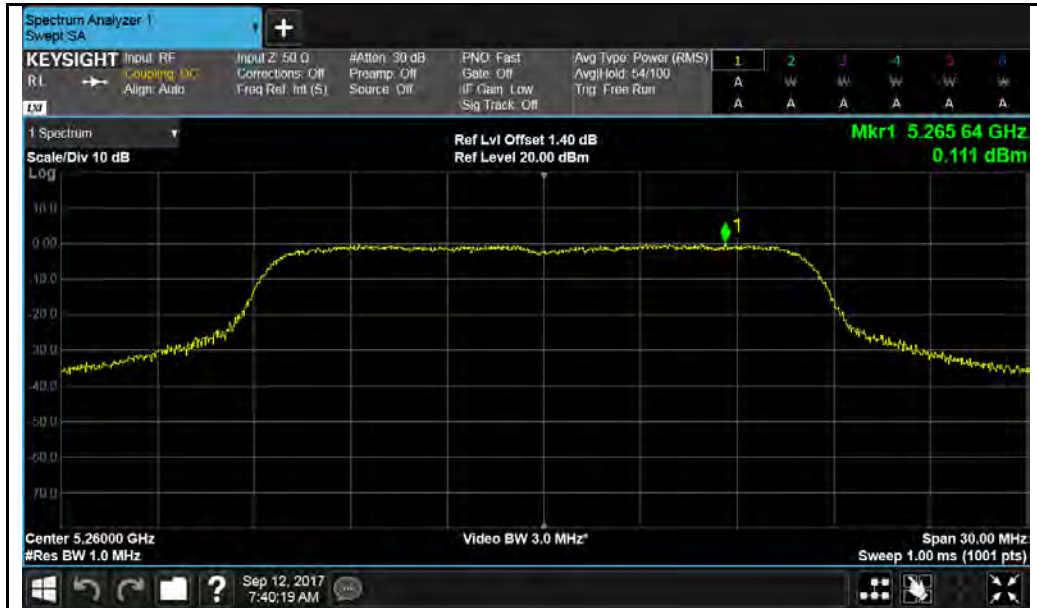 Spectrum Analyzer 1
Swept SA
+
KEYSIGHT
RL
LXI
Input: RF
Coupling: DC
Align: Auto
Input Z: 50 Ω
Corrections: Off
Freq Ref: Int (S)
#Atten: 30 dB
Preamp: Off
Source: Off
PNO: Fast
Gate: Off
IF Gain: Low
Sig Track: Off
Avg Type: Power (RMS)
Avg|Hold: 54/100
Trig: Free Run
1 2 3 4 5 6
A W W W W W
A A A A A A
1 Spectrum
Scale/Div 10 dB
Log
Ref Lvl Offset 1.40 dB
Ref Level 20.00 dBm
Mkr1 5.265 64 GHz
0.111 dBm
1
10.0
0.00
-10.0
-20.0
-30.0
-40.0
-50.0
-60.0
-70.0
Center 5.26000 GHz
#Res BW 1.0 MHz
Video BW 3.0 MHz*
Span 30.00 MHz
Sweep 1.00 ms (1001 pts)
?
Sep 12, 2017
7:40:19 AM